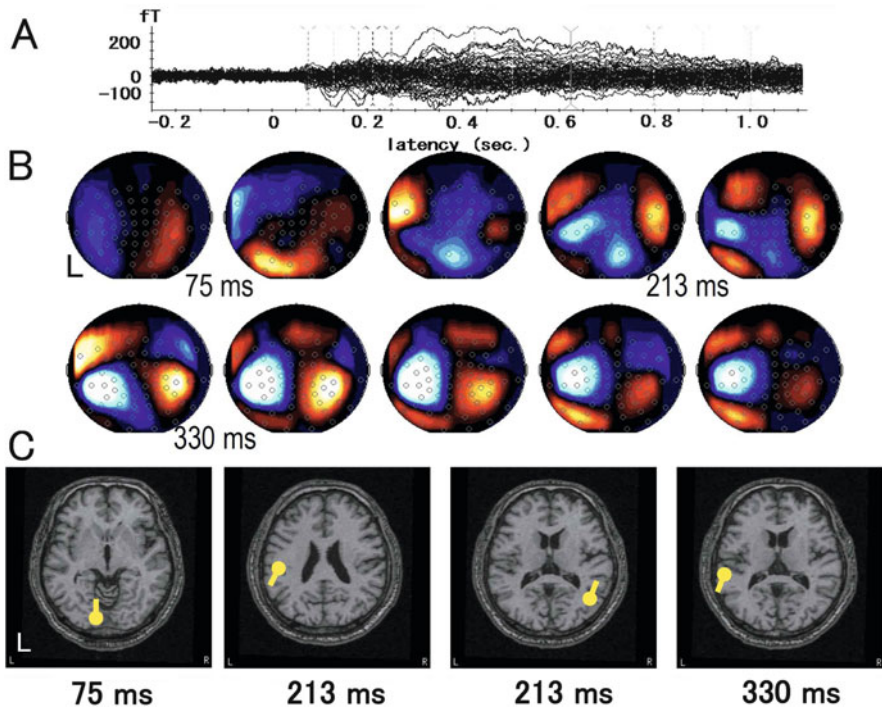 A
fT
200
0
-100
-0.2 0 0.2 0.4 0.6 0.8 1.0
latency (sec.)
B
L
75 ms 213 ms
330 ms
C
L
L R L R L R L R
75 ms 213 ms 213 ms 330 ms